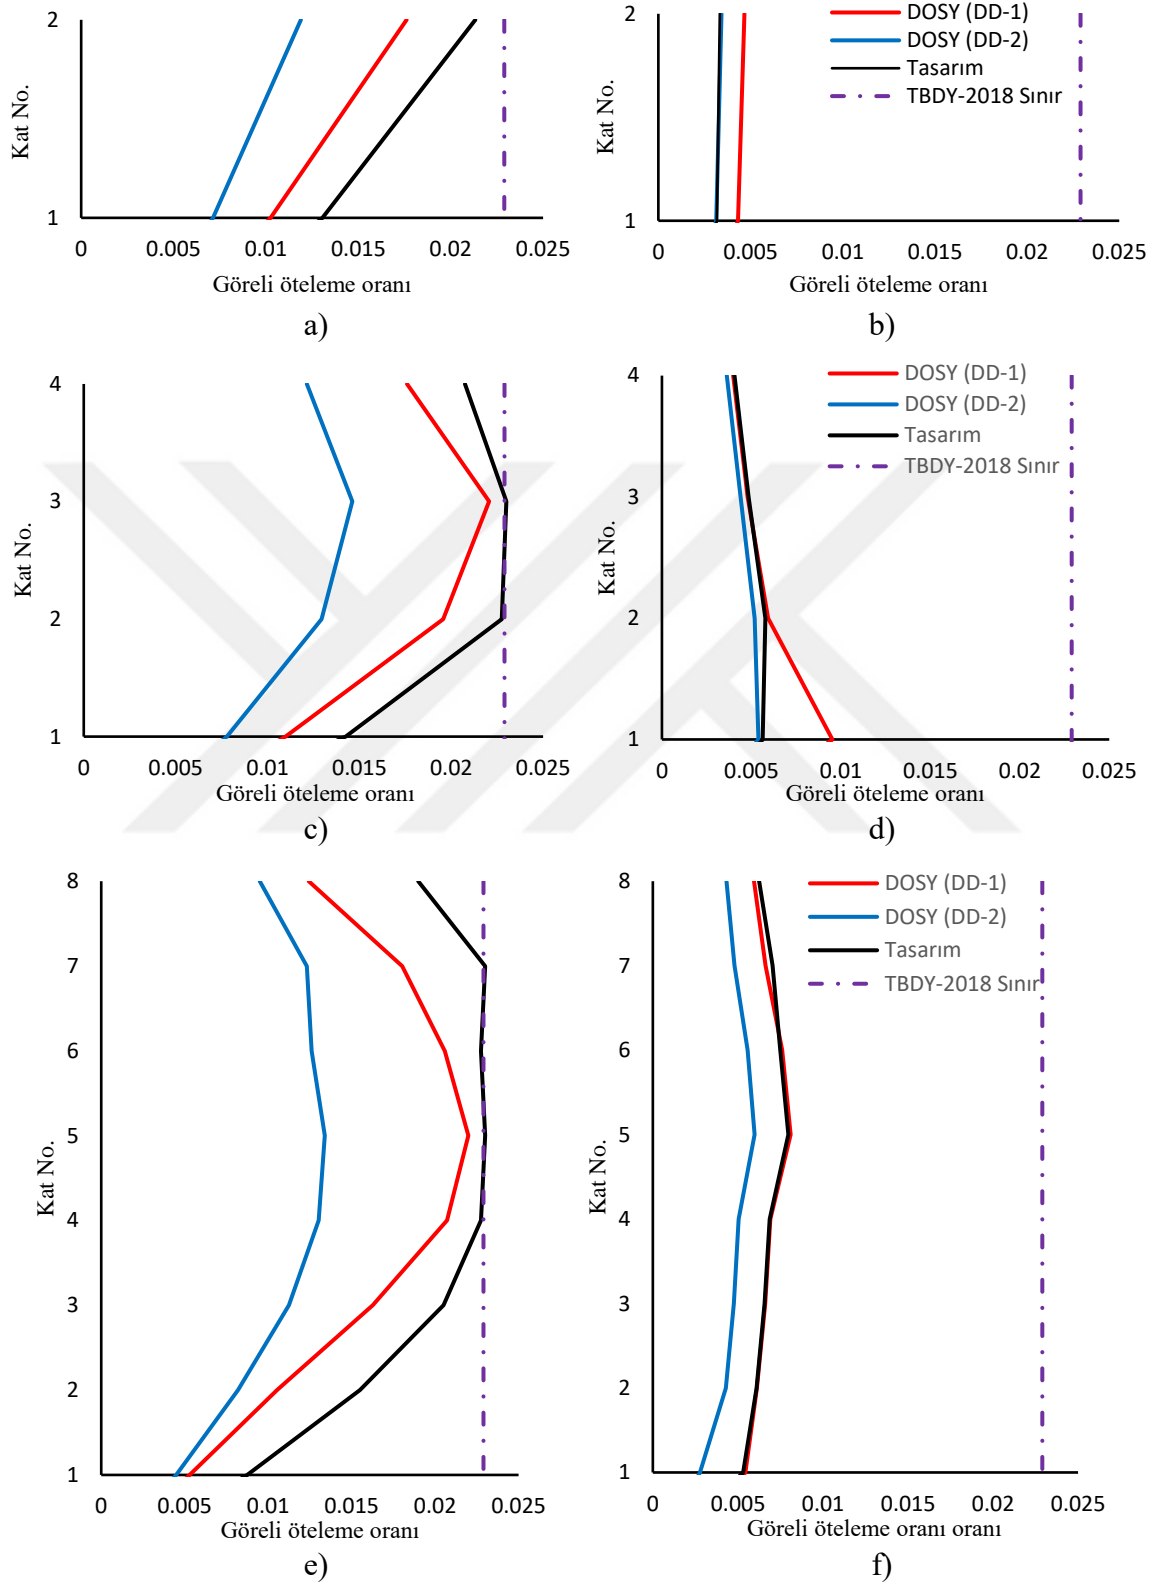 2
1
Kat No.
0
0.005
0.01
0.015
0.02
0.025
Göreli öteleme oranı
a)
2
1
Kat No.
DOSY (DD-1)
DOSY (DD-2)
Tasarım
TBDY-2018 Sınır
0
0.005
0.01
0.015
0.02
0.025
Göreli öteleme oranı
b)
4
3
2
1
Kat No.
0
0.005
0.01
0.015
0.02
0.025
Göreli öteleme oranı
c)
4
3
2
1
Kat No.
DOSY (DD-1)
DOSY (DD-2)
Tasarım
TBDY-2018 Sınır
0
0.005
0.01
0.015
0.02
0.025
Göreli öteleme oranı
d)
8
7
6
5
4
3
2
1
Kat No.
0
0.005
0.01
0.015
0.02
0.025
Göreli öteleme oranı
e)
8
7
6
5
4
3
2
1
Kat No.
DOSY (DD-1)
DOSY (DD-2)
Tasarım
TBDY-2018 Sınır
0
0.005
0.01
0.015
0.02
0.025
Göreli öteleme oranı oranı
f)